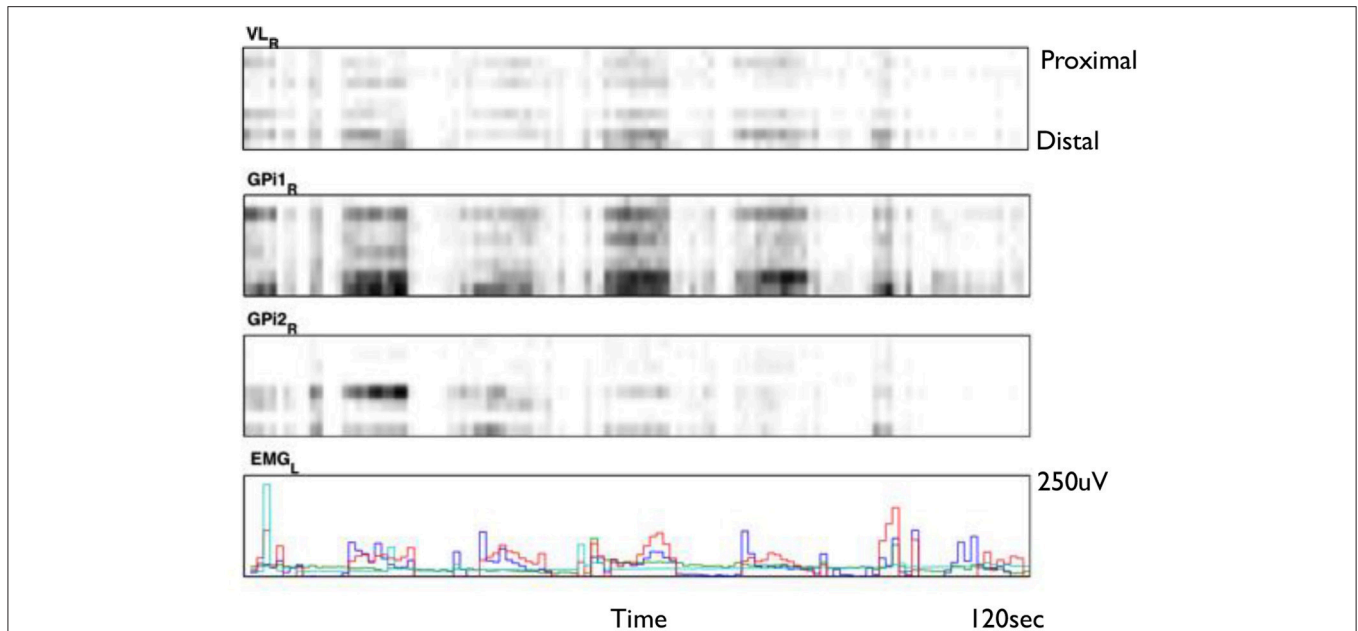 VL_R
Proximal
Distal
GPi1_R
GPi2_R
EMG_L
250uV
Time 120sec